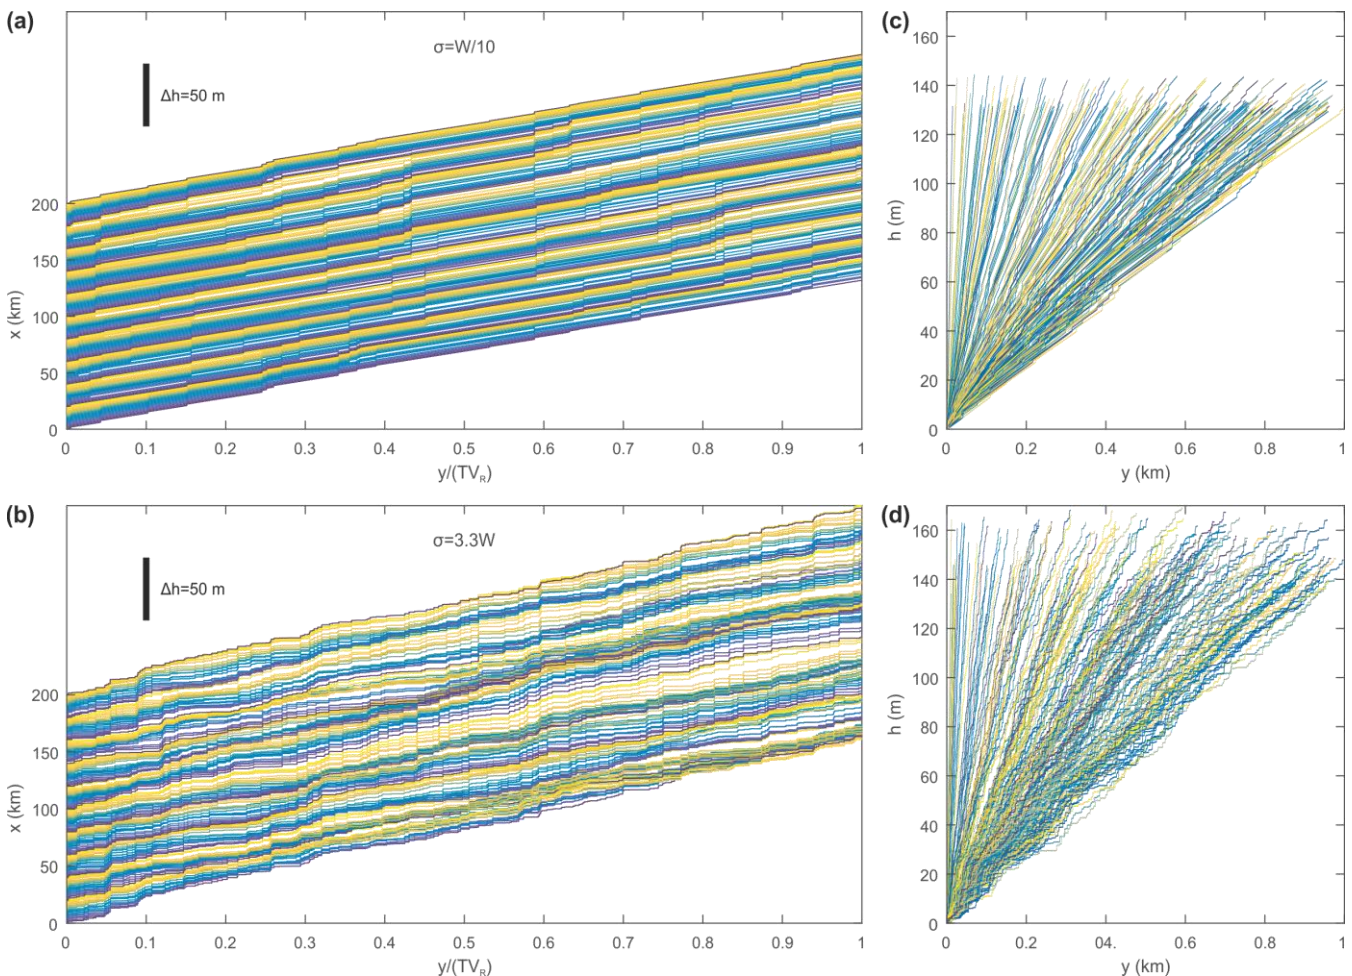 (a)
σ=W/10
Δh=50 m
200
150
100
50
0
x (km)
0 0.1 0.2 0.3 0.4 0.5 0.6 0.7 0.8 0.9 1
y/(TV_R)
(c)
160
140
120
100
80
60
40
20
0
h (m)
0 0.2 0.4 0.6 0.8 1
y (km)
(b)
σ=3.3W
Δh=50 m
200
150
100
50
0
x (km)
0 0.1 0.2 0.3 0.4 0.5 0.6 0.7 0.8 0.9 1
y/(TV_R)
(d)
160
140
120
100
80
60
40
20
0
h (m)
0 0.2 0.4. 0.6 0.8 1
y (km)